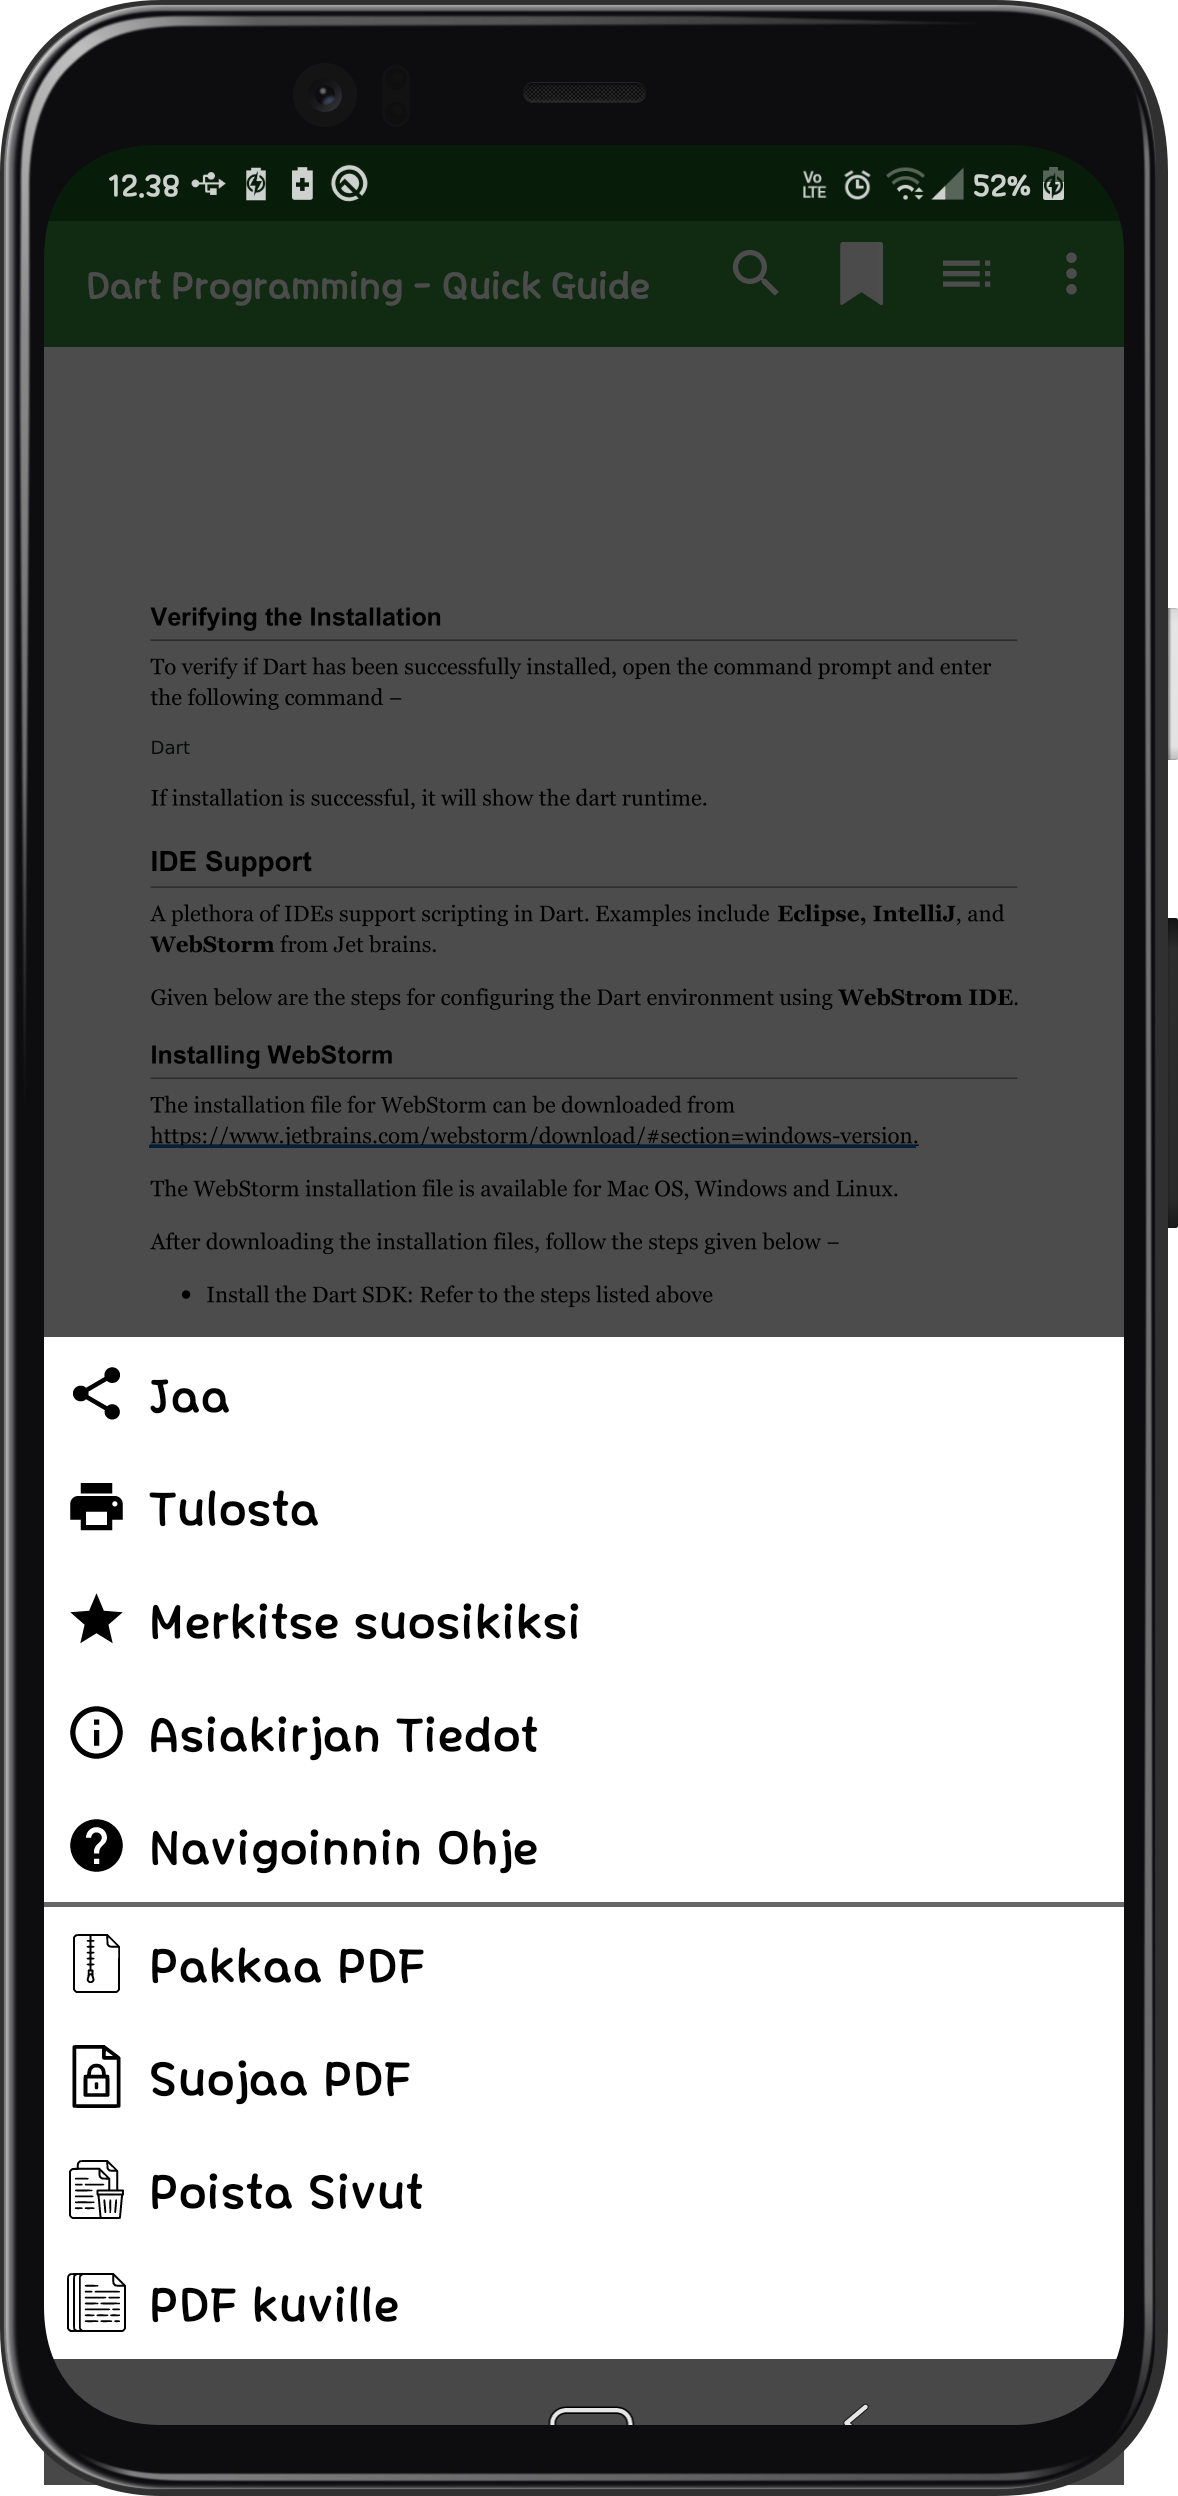 12.38
Vo LTE 52%
Dart Programming - Quick Guide
Verifying the Installation
To verify if Dart has been successfully installed, open the command prompt and enter
the following command –
Dart
If installation is successful, it will show the dart runtime.
IDE Support
A plethora of IDEs support scripting in Dart. Examples include Eclipse, IntelliJ, and
WebStorm from Jet brains.
Given below are the steps for configuring the Dart environment using WebStrom IDE.
Installing WebStorm
The installation file for WebStorm can be downloaded from
https://www.jetbrains.com/webstorm/download/#section=windows-version.
The WebStorm installation file is available for Mac OS, Windows and Linux.
After downloading the installation files, follow the steps given below –
• Install the Dart SDK: Refer to the steps listed above
Jaa
Tulosta
Merkitse suosikiksi
Asiakirjan Tiedot
Navigoinnin Ohje
Pakkaa PDF
Suojaa PDF
Poista Sivut
PDF kuville